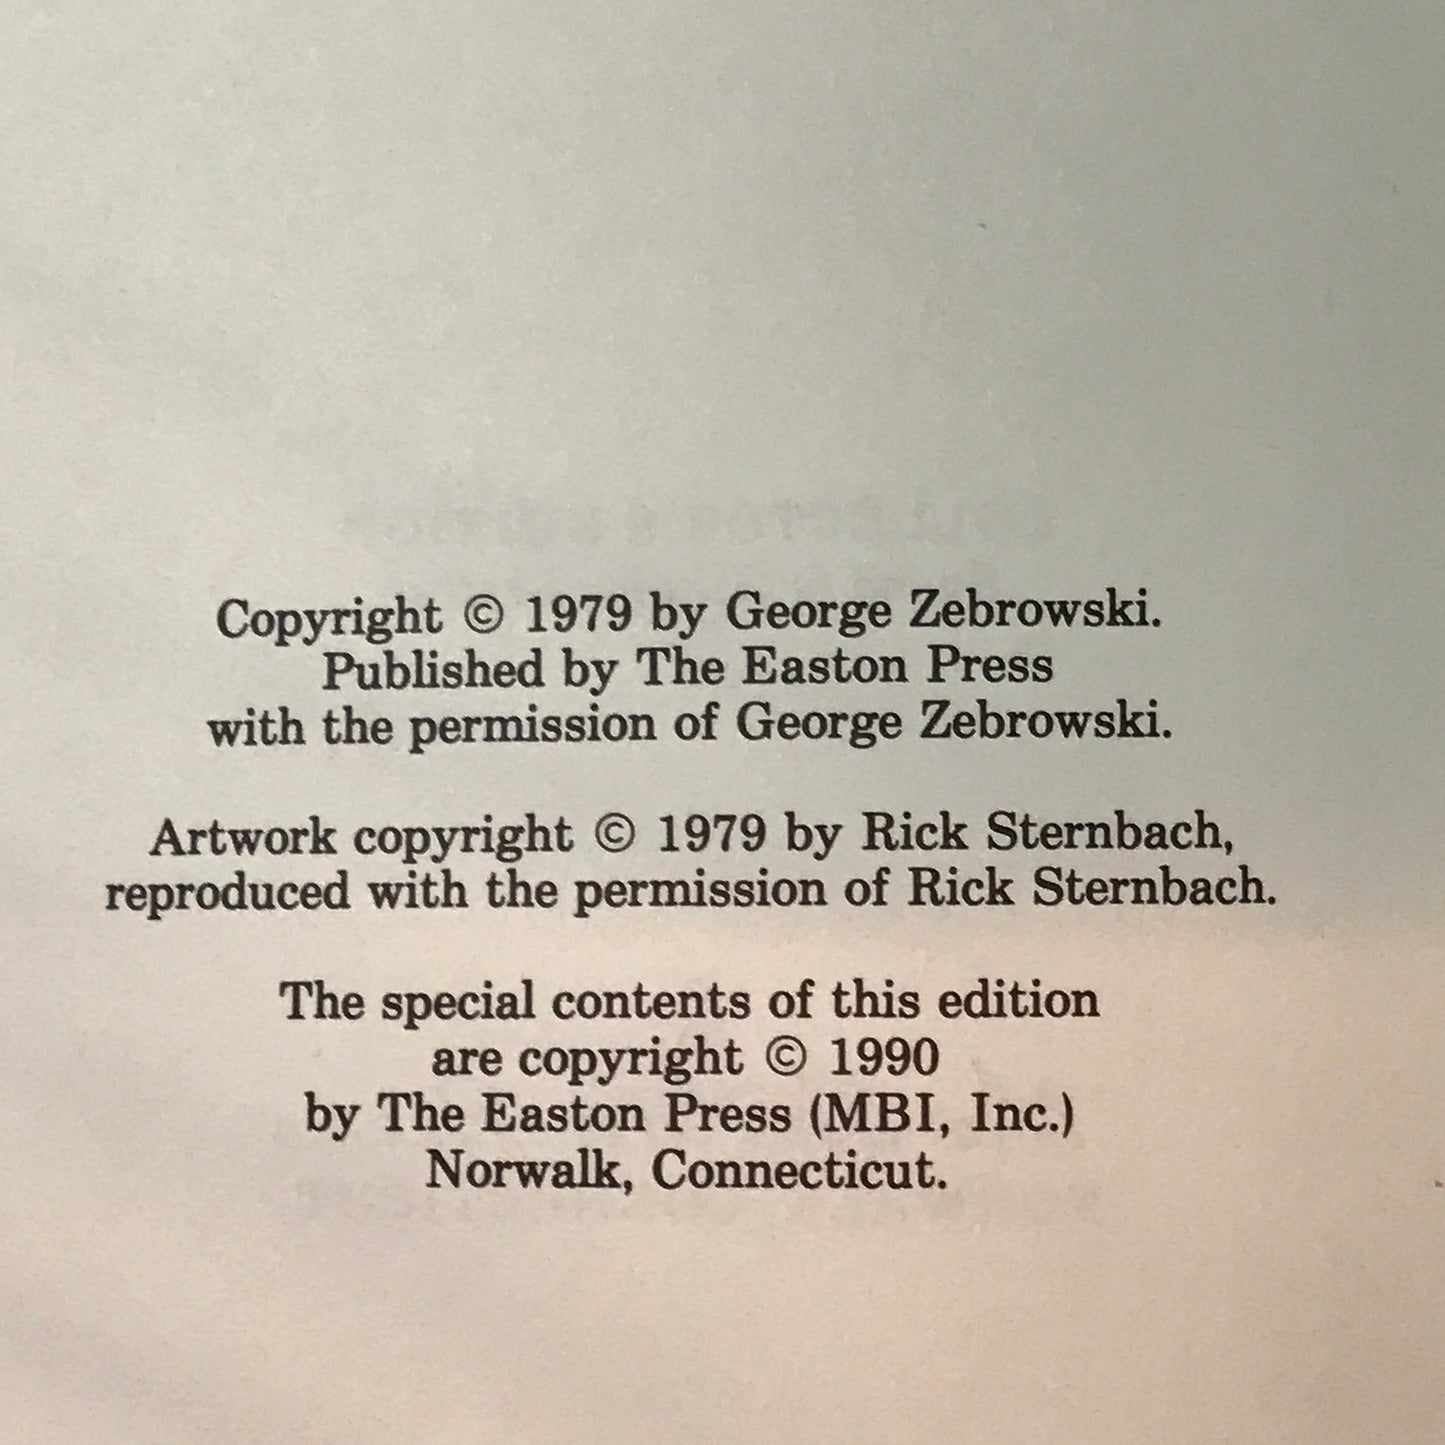 Copyright © 1979 by George Zebrowski.
Published by The Easton Press
with the permission of George Zebrowski.
Artwork copyright © 1979 by Rick Sternbach,
reproduced with the permission of Rick Sternbach.
The special contents of this edition
are copyright © 1990
by The Easton Press (MBI, Inc.)
Norwalk, Connecticut.